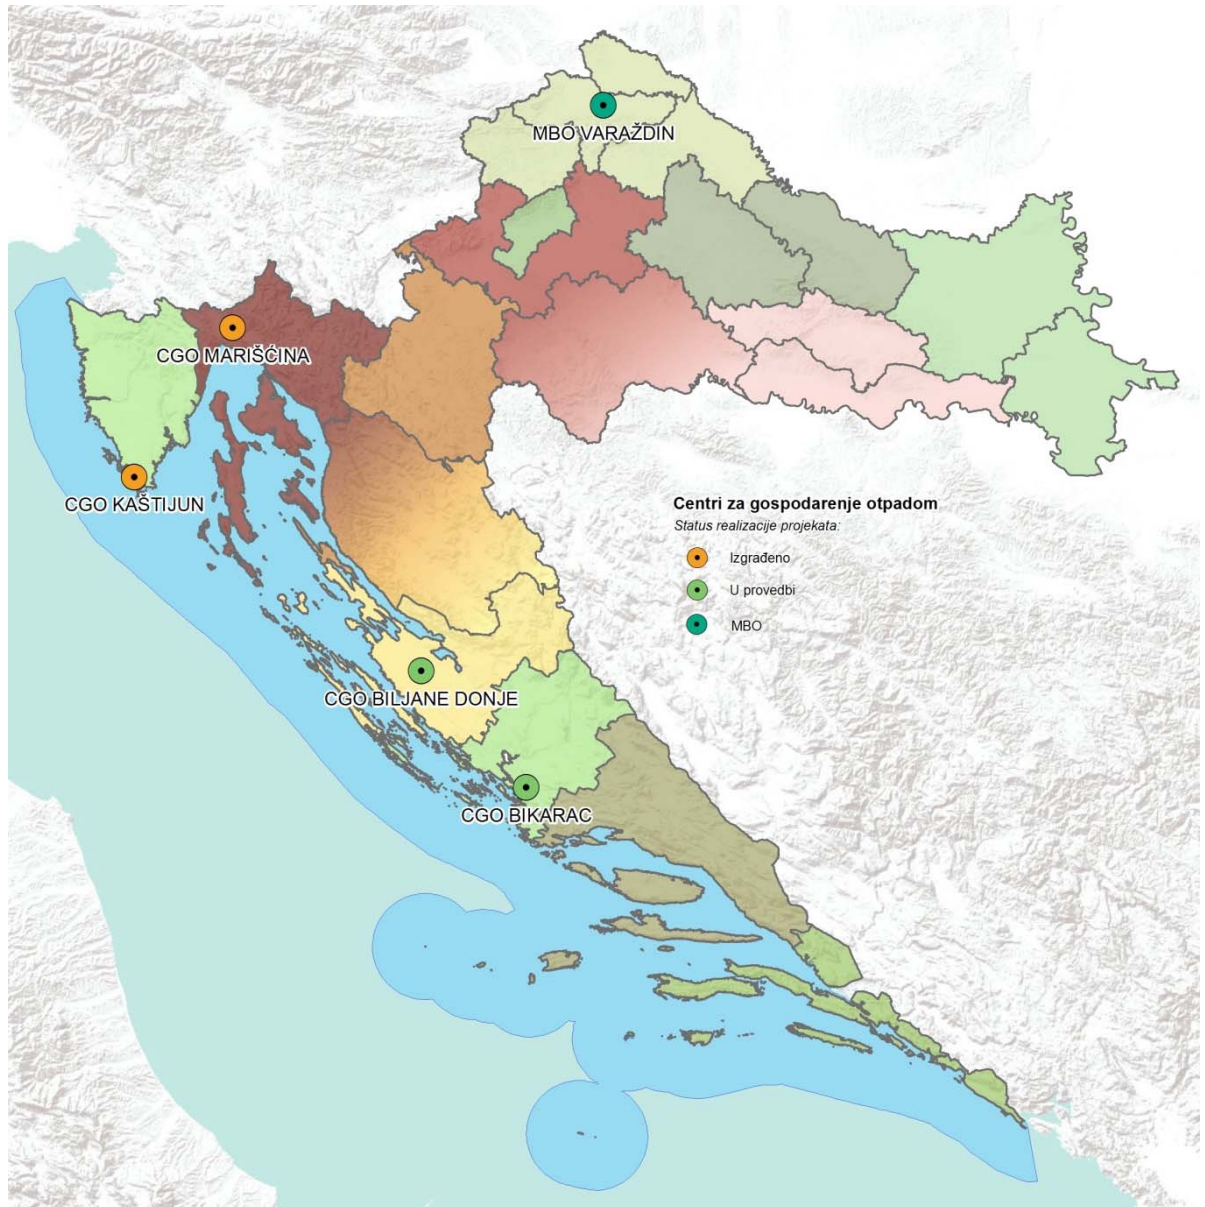 MBO VARAŽDIN
CGO MARIŠĆINA
CGO KAŠTIJUN
Centri za gospodarenje otpadom
Status realizacije projekata:
Izgrađeno
U provedbi
MBO
CGO BILJANE DONJE
CGO BIKARAC